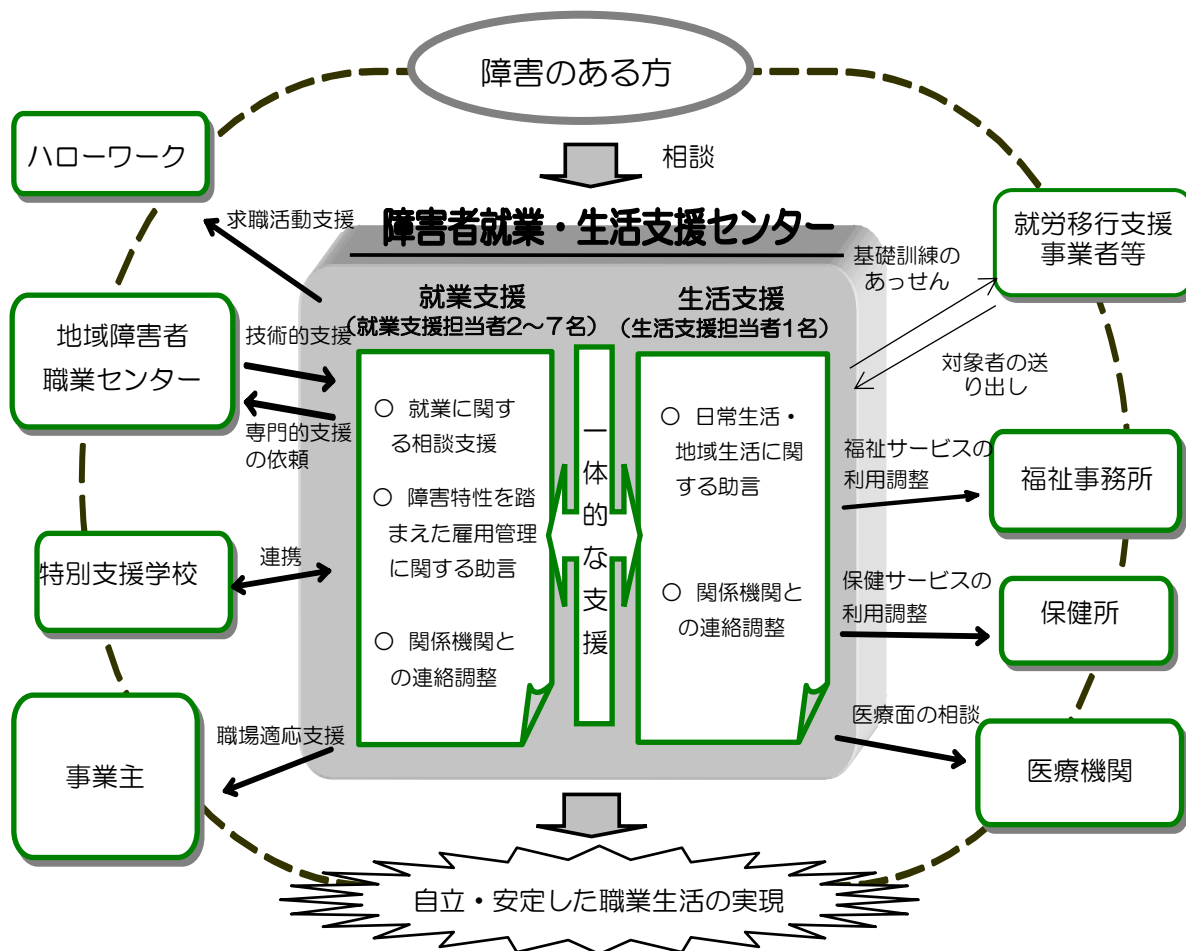 障害のある方
相談
ハローワーク
求職活動支援
地域障害者
職業センター
技術的支援
専門的支援
の依頼
特別支援学校
連携
事業主
職場適応支援
障害者就業・生活支援センター
就業支援
（就業支援担当者2～7名）
○ 就業に関す
る相談支援
○ 障害特性を踏
まえた雇用管理
に関する助言
○ 関係機関と
の連絡調整
一体的な支援
生活支援
（生活支援担当者1名）
○ 日常生活・
地域生活に関
する助言
○ 関係機関と
の連絡調整
就労移行支援
事業者等
基礎訓練の
あっせん
対象者の送
り出し
福祉サービスの
利用調整
福祉事務所
保健サービスの
利用調整
保健所
医療面の相談
医療機関
自立・安定した職業生活の実現